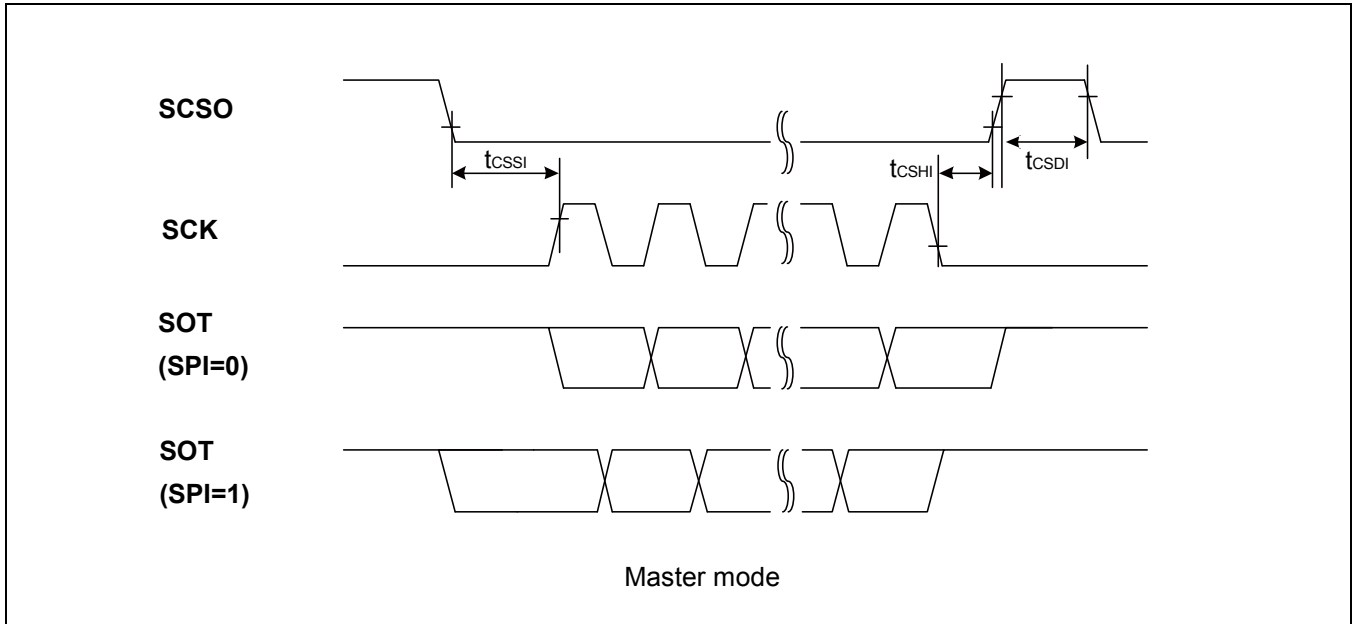 SCSO
tCSSI
tCSHI
tCSDI
SCK
SOT
(SPI=0)
SOT
(SPI=1)
Master mode